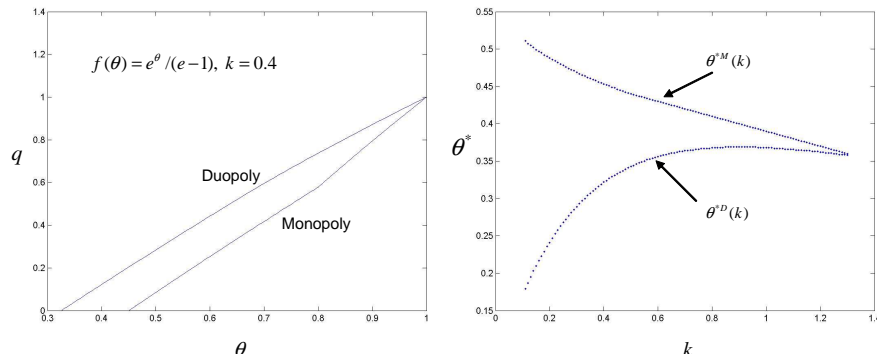 1.4
1.2
1
0.8
0.6
0.4
0.2
0
q
f(θ) = e^θ /(e−1), k = 0.4
Duopoly
Monopoly
0.3 0.4 0.5 0.6 0.7 0.8 0.9 1
θ
0.55
0.5
0.45
0.4
0.35
0.3
0.25
0.2
0.15
θ*
θ*M(k)
θ*D(k)
0 0.2 0.4 0.6 0.8 1 1.2 1.4
k